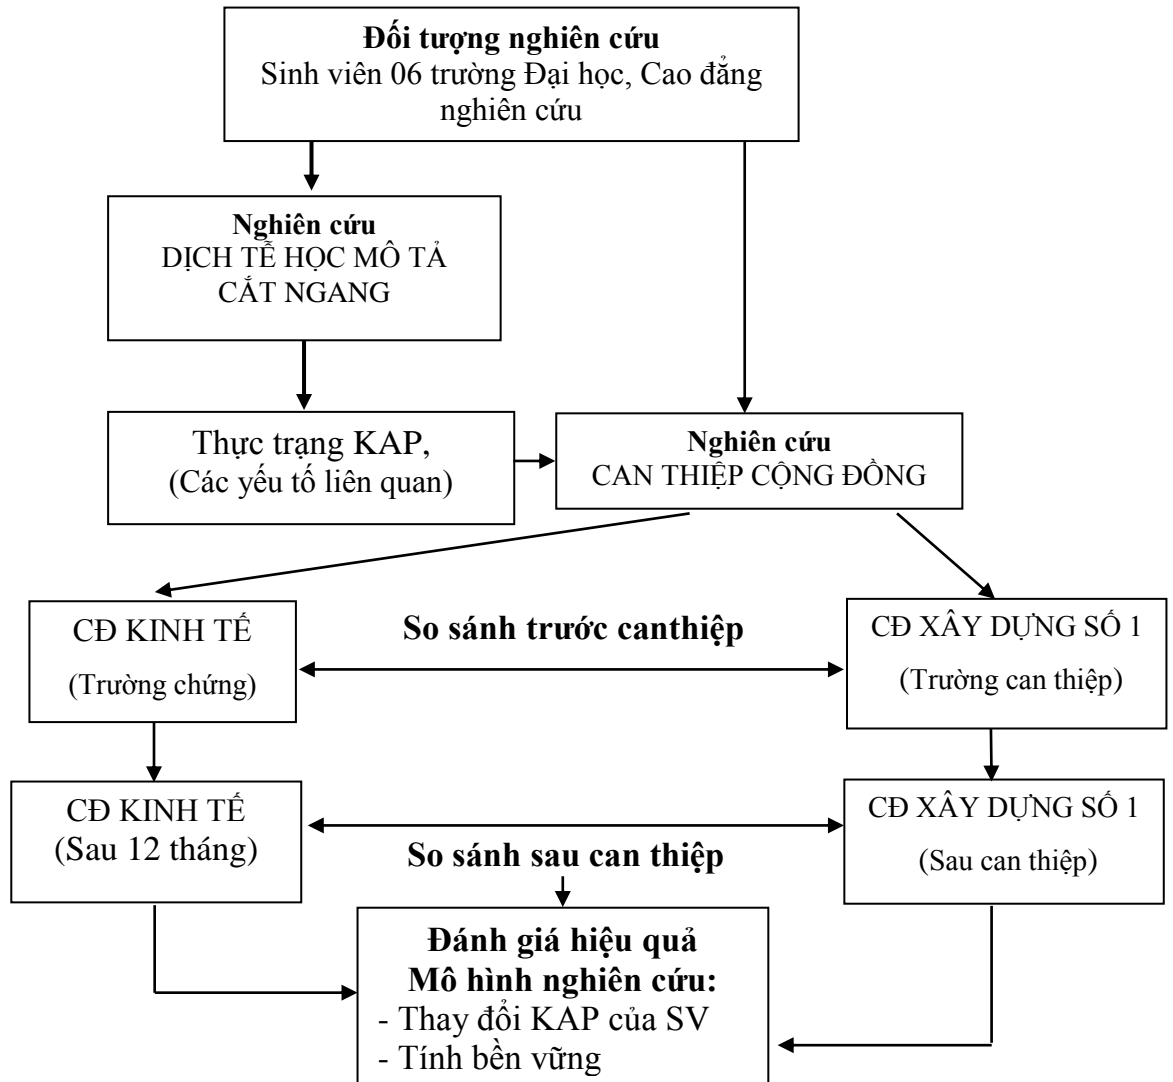 Đối tượng nghiên cứu
Sinh viên 06 trường Đại học, Cao đẳng
nghiên cứu
Nghiên cứu
DỊCH TỄ HỌC MÔ TẢ
CẮT NGANG
Thực trạng KAP,
(Các yếu tố liên quan)
Nghiên cứu
CAN THIỆP CỘNG ĐỒNG
CĐ KINH TẾ
(Trường chứng)
So sánh trước canthiệp
CĐ XÂY DỰNG SỐ 1
(Trường can thiệp)
CĐ KINH TẾ
(Sau 12 tháng)
So sánh sau can thiệp
CĐ XÂY DỰNG SỐ 1
(Sau can thiệp)
Đánh giá hiệu quả
Mô hình nghiên cứu:
- Thay đổi KAP của SV
- Tính bền vững